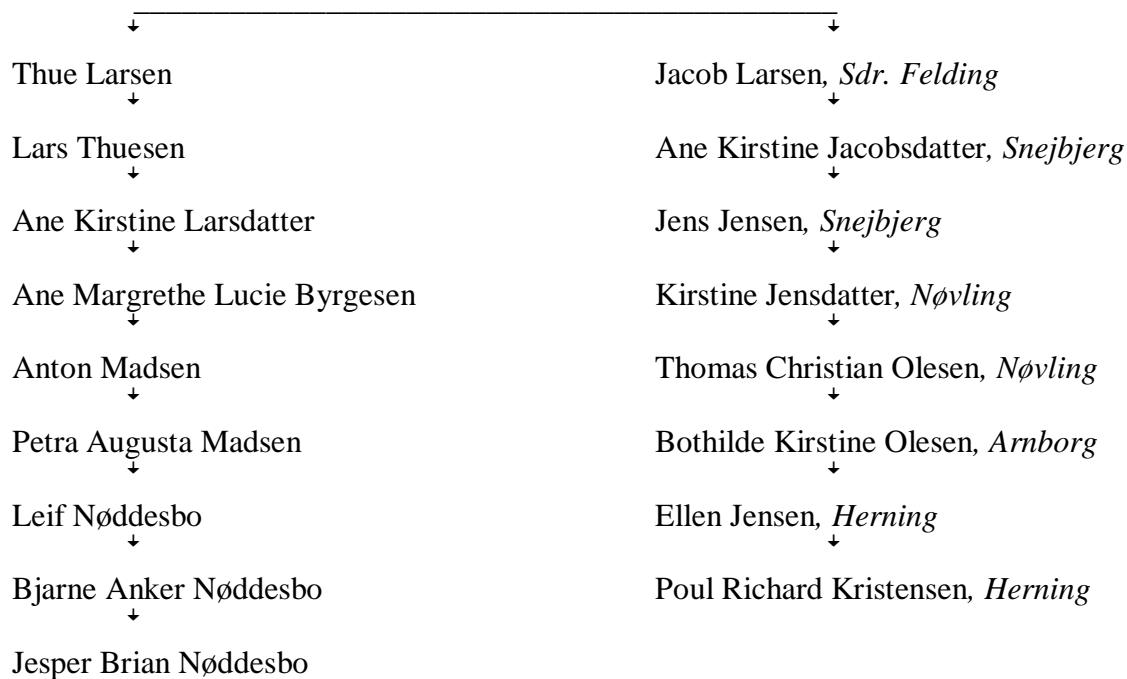 Thue Larsen
Jacob Larsen, Sdr. Felding
Lars Thuesen
Ane Kirstine Jacobsdatter, Snejbjerg
Ane Kirstine Larsdatter
Jens Jensen, Snejbjerg
Ane Margrethe Lucie Byrgesen
Kirstine Jensdatter, Nøvling
Anton Madsen
Thomas Christian Olesen, Nøvling
Petra Augusta Madsen
Bothilde Kirstine Olesen, Arnborg
Leif Nøddesbo
Ellen Jensen, Herning
Bjarne Anker Nøddesbo
Poul Richard Kristensen, Herning
Jesper Brian Nøddesbo